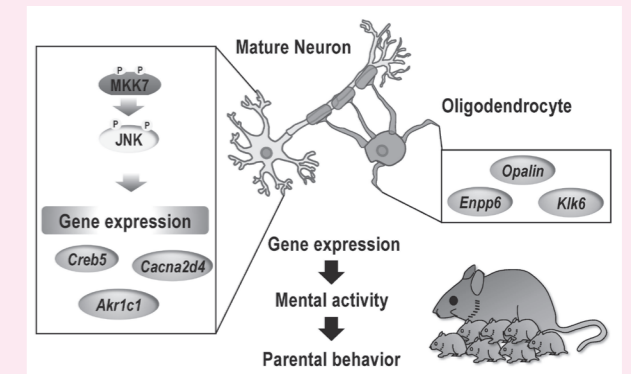 Mature Neuron
P P
MKK7
P P
JNK
Gene expression
Creb5
Cacna2d4
Akr1c1
Oligodendrocyte
Opalin
Enpp6
Klk6
Gene expression
Mental activity
Parental behavior